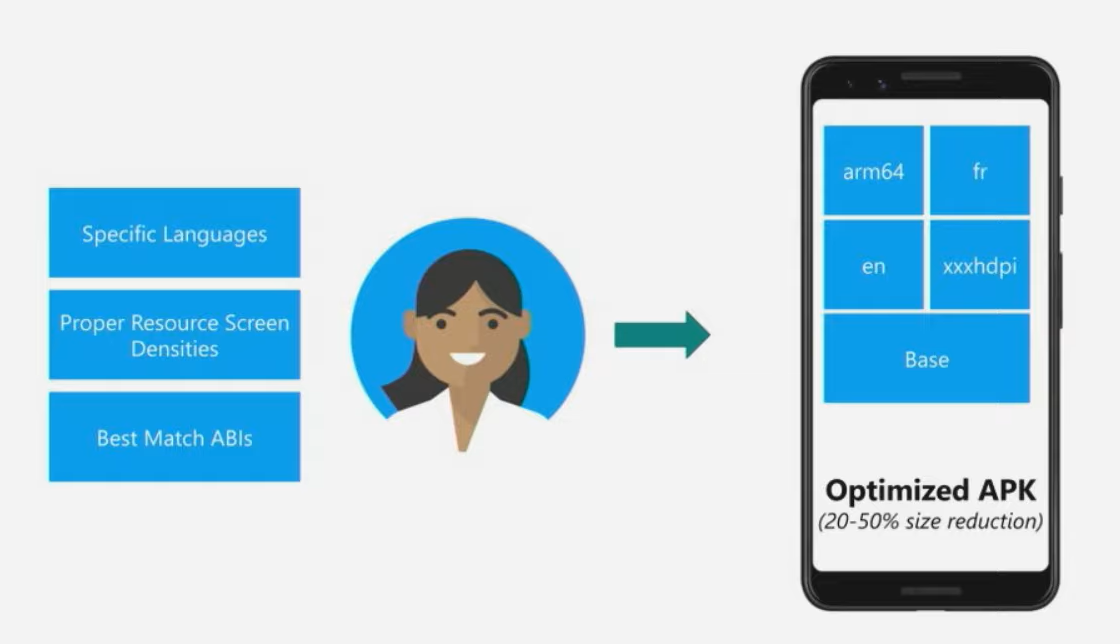 Specific Languages
Proper Resource Screen
Densities
Best Match ABIs
arm64
fr
en
xxxhdpi
Base
Optimized APK
(20-50% size reduction)